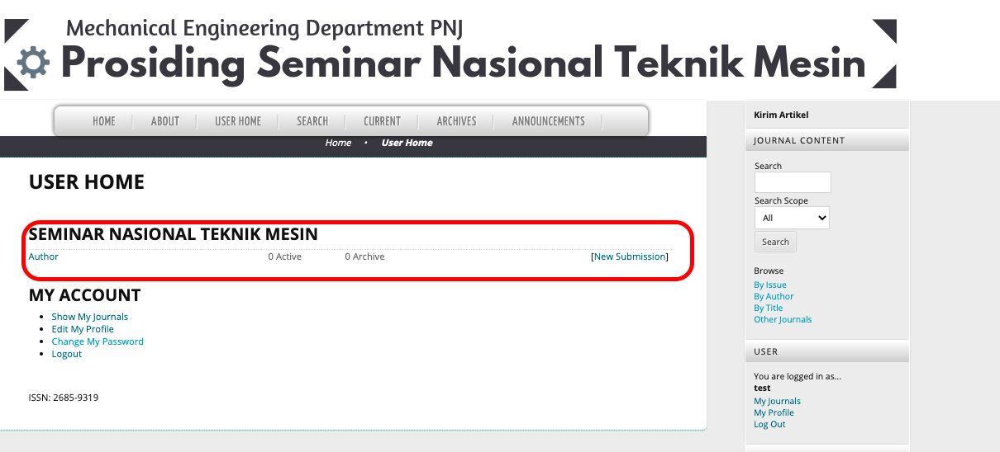 Mechanical Engineering Department PNJ
Prosiding Seminar Nasional Teknik Mesin
HOME
ABOUT
USER HOME
SEARCH
CURRENT
ARCHIVES
ANNOUNCEMENTS
Home • User Home
USER HOME
SEMINAR NASIONAL TEKNIK MESIN
Author 0 Active 0 Archive [New Submission]
MY ACCOUNT
• Show My Journals
• Edit My Profile
• Change My Password
• Logout
ISSN: 2685-9319
Kirim Artikel
JOURNAL CONTENT
Search
Search Scope
All
Search
Browse
By Issue
By Author
By Title
Other Journals
USER
You are logged in as...
test
My Journals
My Profile
Log Out